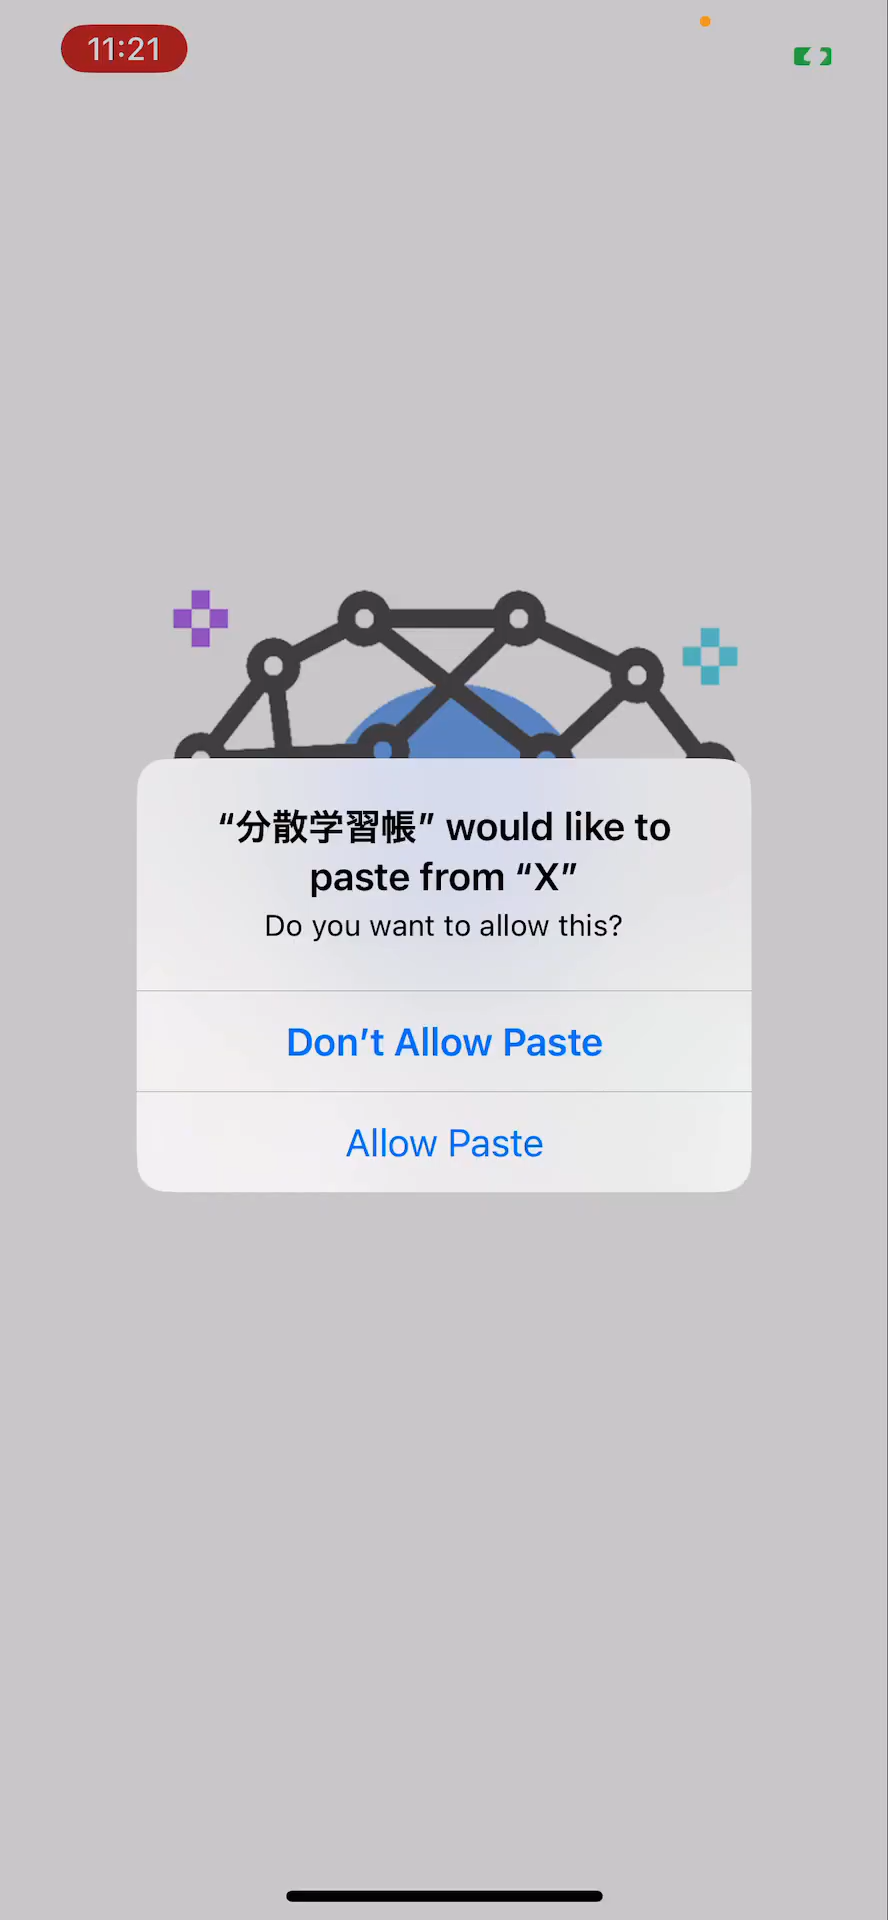 11:21
“分散学習帳” would like to
paste from “X”
Do you want to allow this?
Don’t Allow Paste
Allow Paste